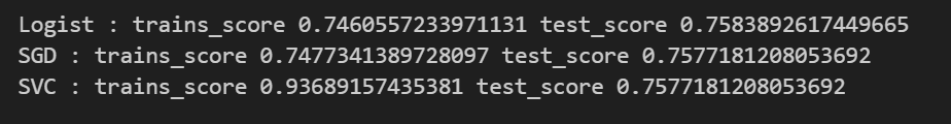 Logist : trains_score 0.7460557233971131 test_score 0.7583892617449665
SGD : trains_score 0.7477341389728097 test_score 0.7577181208053692
SVC : trains_score 0.93689157435381 test_score 0.7577181208053692